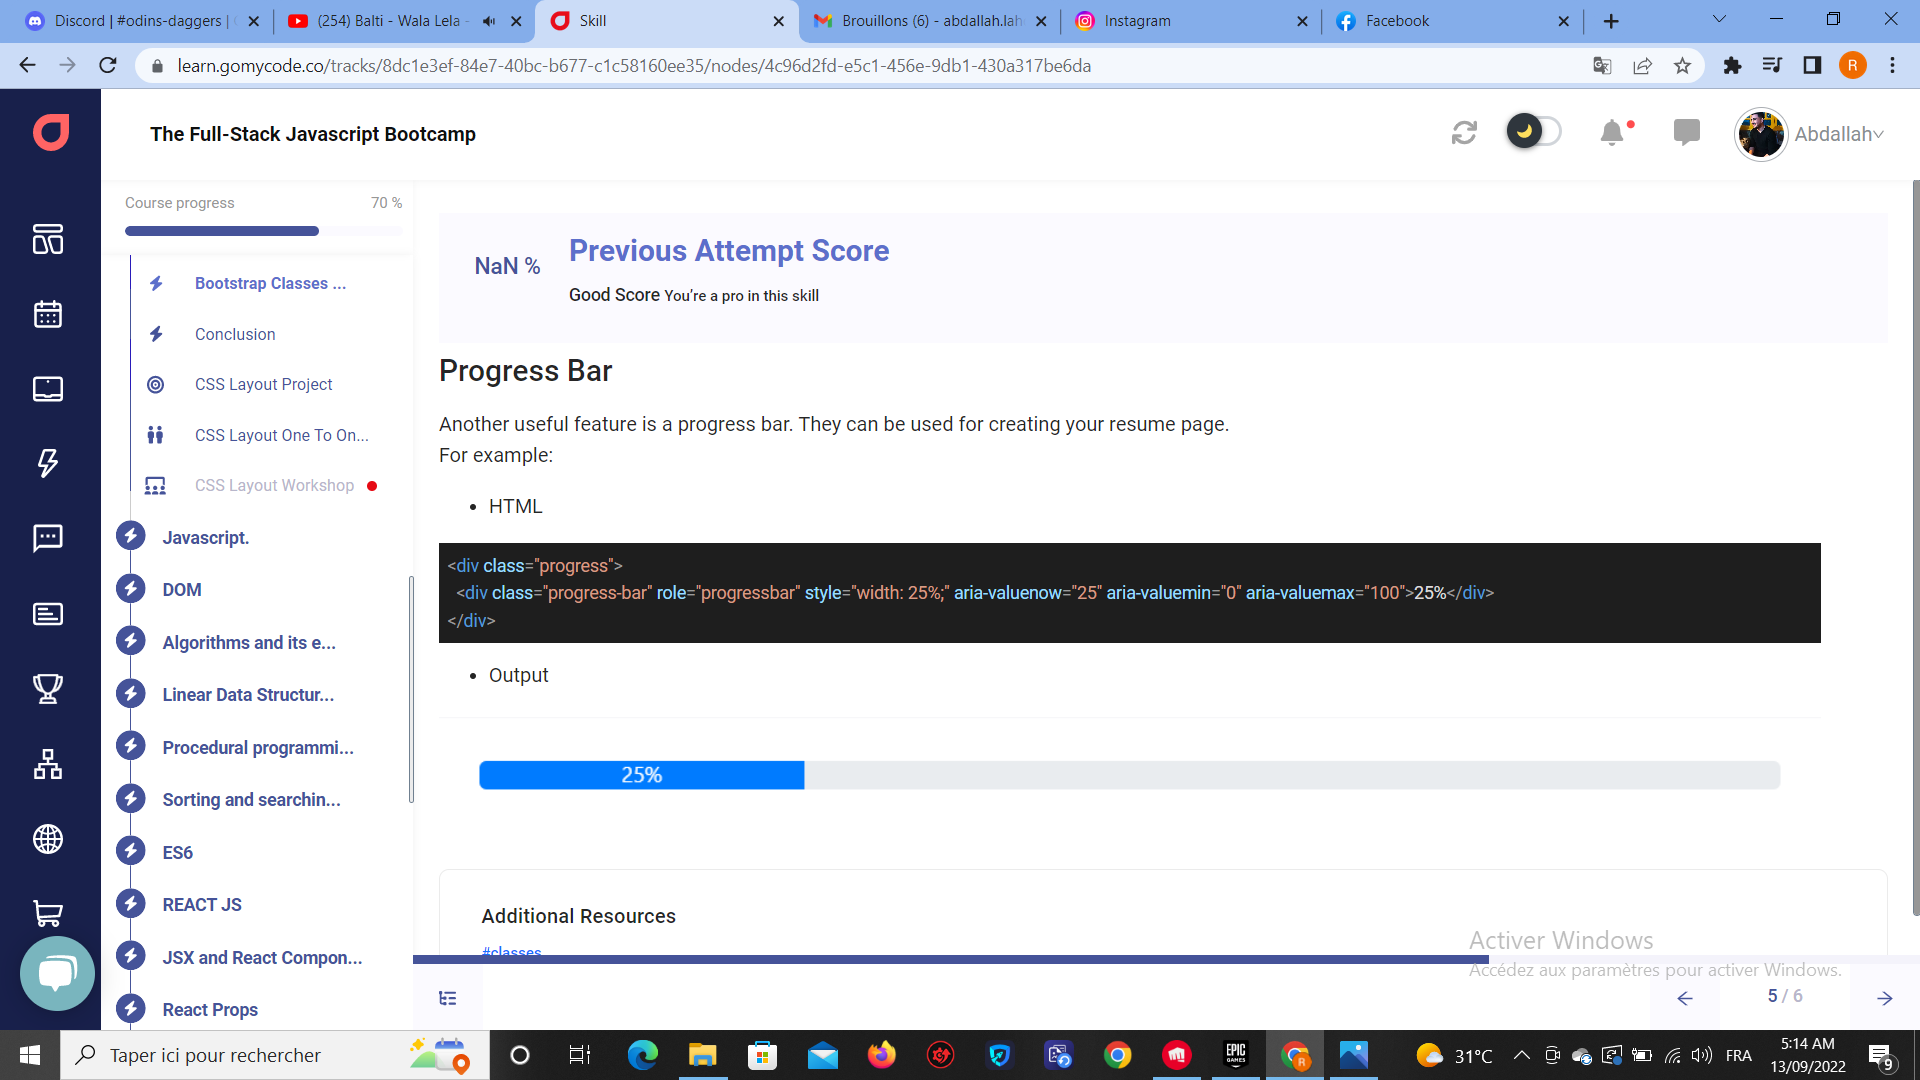 Discord | #odins-daggers |
(254) Balti - Wala Lela -
Skill
Brouillons (6) - abdallah.lah
Instagram
Facebook
learn.gomycode.co/tracks/8dc1e3ef-84e7-40bc-b677-c1c58160ee35/nodes/4c96d2fd-e5c1-456e-9db1-430a317be6da
R
The Full-Stack Javascript Bootcamp
Abdallah
Course progress
70 %
Bootstrap Classes ...
Conclusion
CSS Layout Project
CSS Layout One To On...
CSS Layout Workshop
Javascript.
DOM
Algorithms and its e...
Linear Data Structur...
Procedural programmi...
Sorting and searchin...
ES6
REACT JS
JSX and React Compon...
React Props
NaN %
Previous Attempt Score
Good Score You're a pro in this skill
Progress Bar
Another useful feature is a progress bar. They can be used for creating your resume page.
For example:
• HTML
<div class="progress">
<div class="progress-bar" role="progressbar" style="width: 25%;" aria-valuenow="25" aria-valuemin="0" aria-valuemax="100">25%</div>
</div>
• Output
25%
Additional Resources
#classes
Activer Windows
Accédez aux paramètres pour activer Windows.
5 / 6
Taper ici pour rechercher
EPIC
GAMES
R
31°C
FRA
5:14 AM
13/09/2022
9